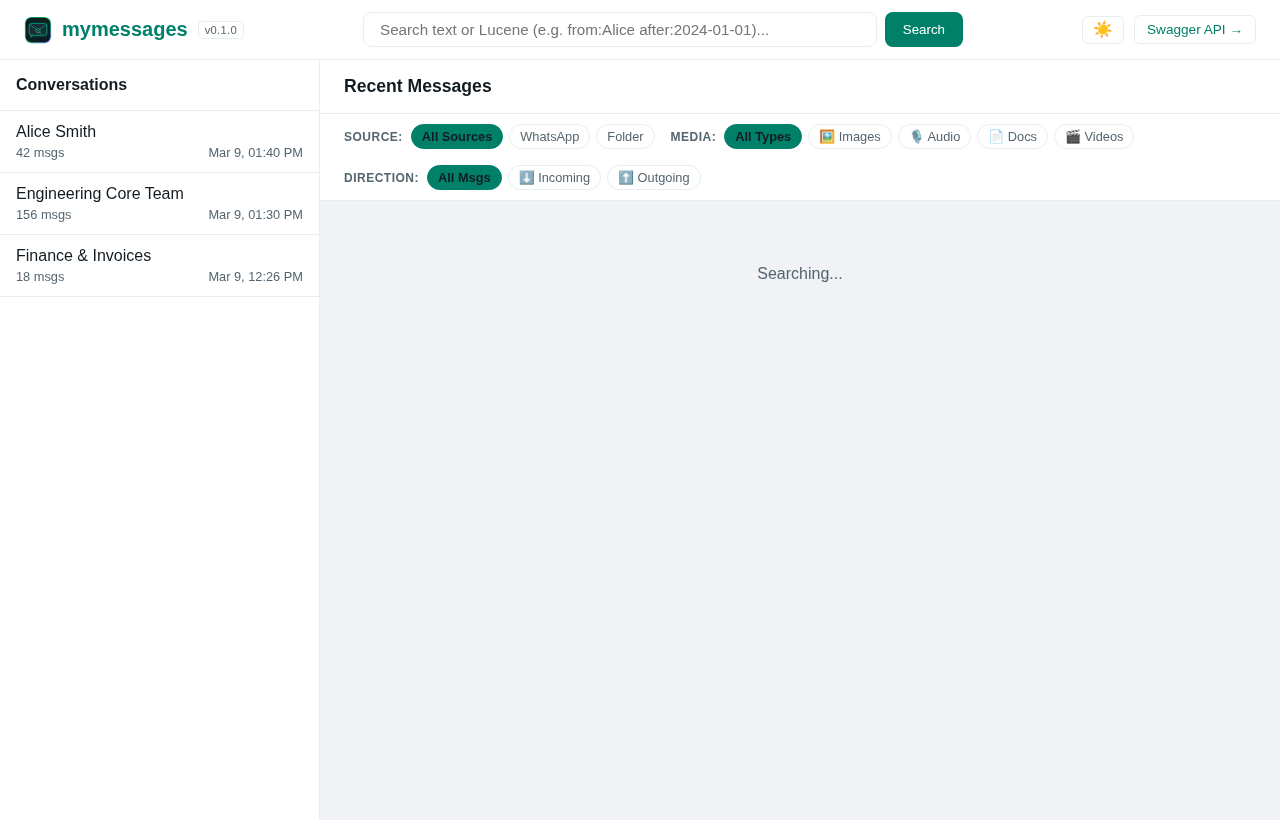 mymessages v0.1.0
Search text or Lucene (e.g. from:Alice after:2024-01-01)...
Search
Swagger API →
Conversations
Alice Smith
42 msgs Mar 9, 01:40 PM
Engineering Core Team
156 msgs Mar 9, 01:30 PM
Finance & Invoices
18 msgs Mar 9, 12:26 PM
Recent Messages
SOURCE: All Sources WhatsApp Folder MEDIA: All Types Images Audio Docs Videos
DIRECTION: All Msgs Incoming Outgoing
Searching...